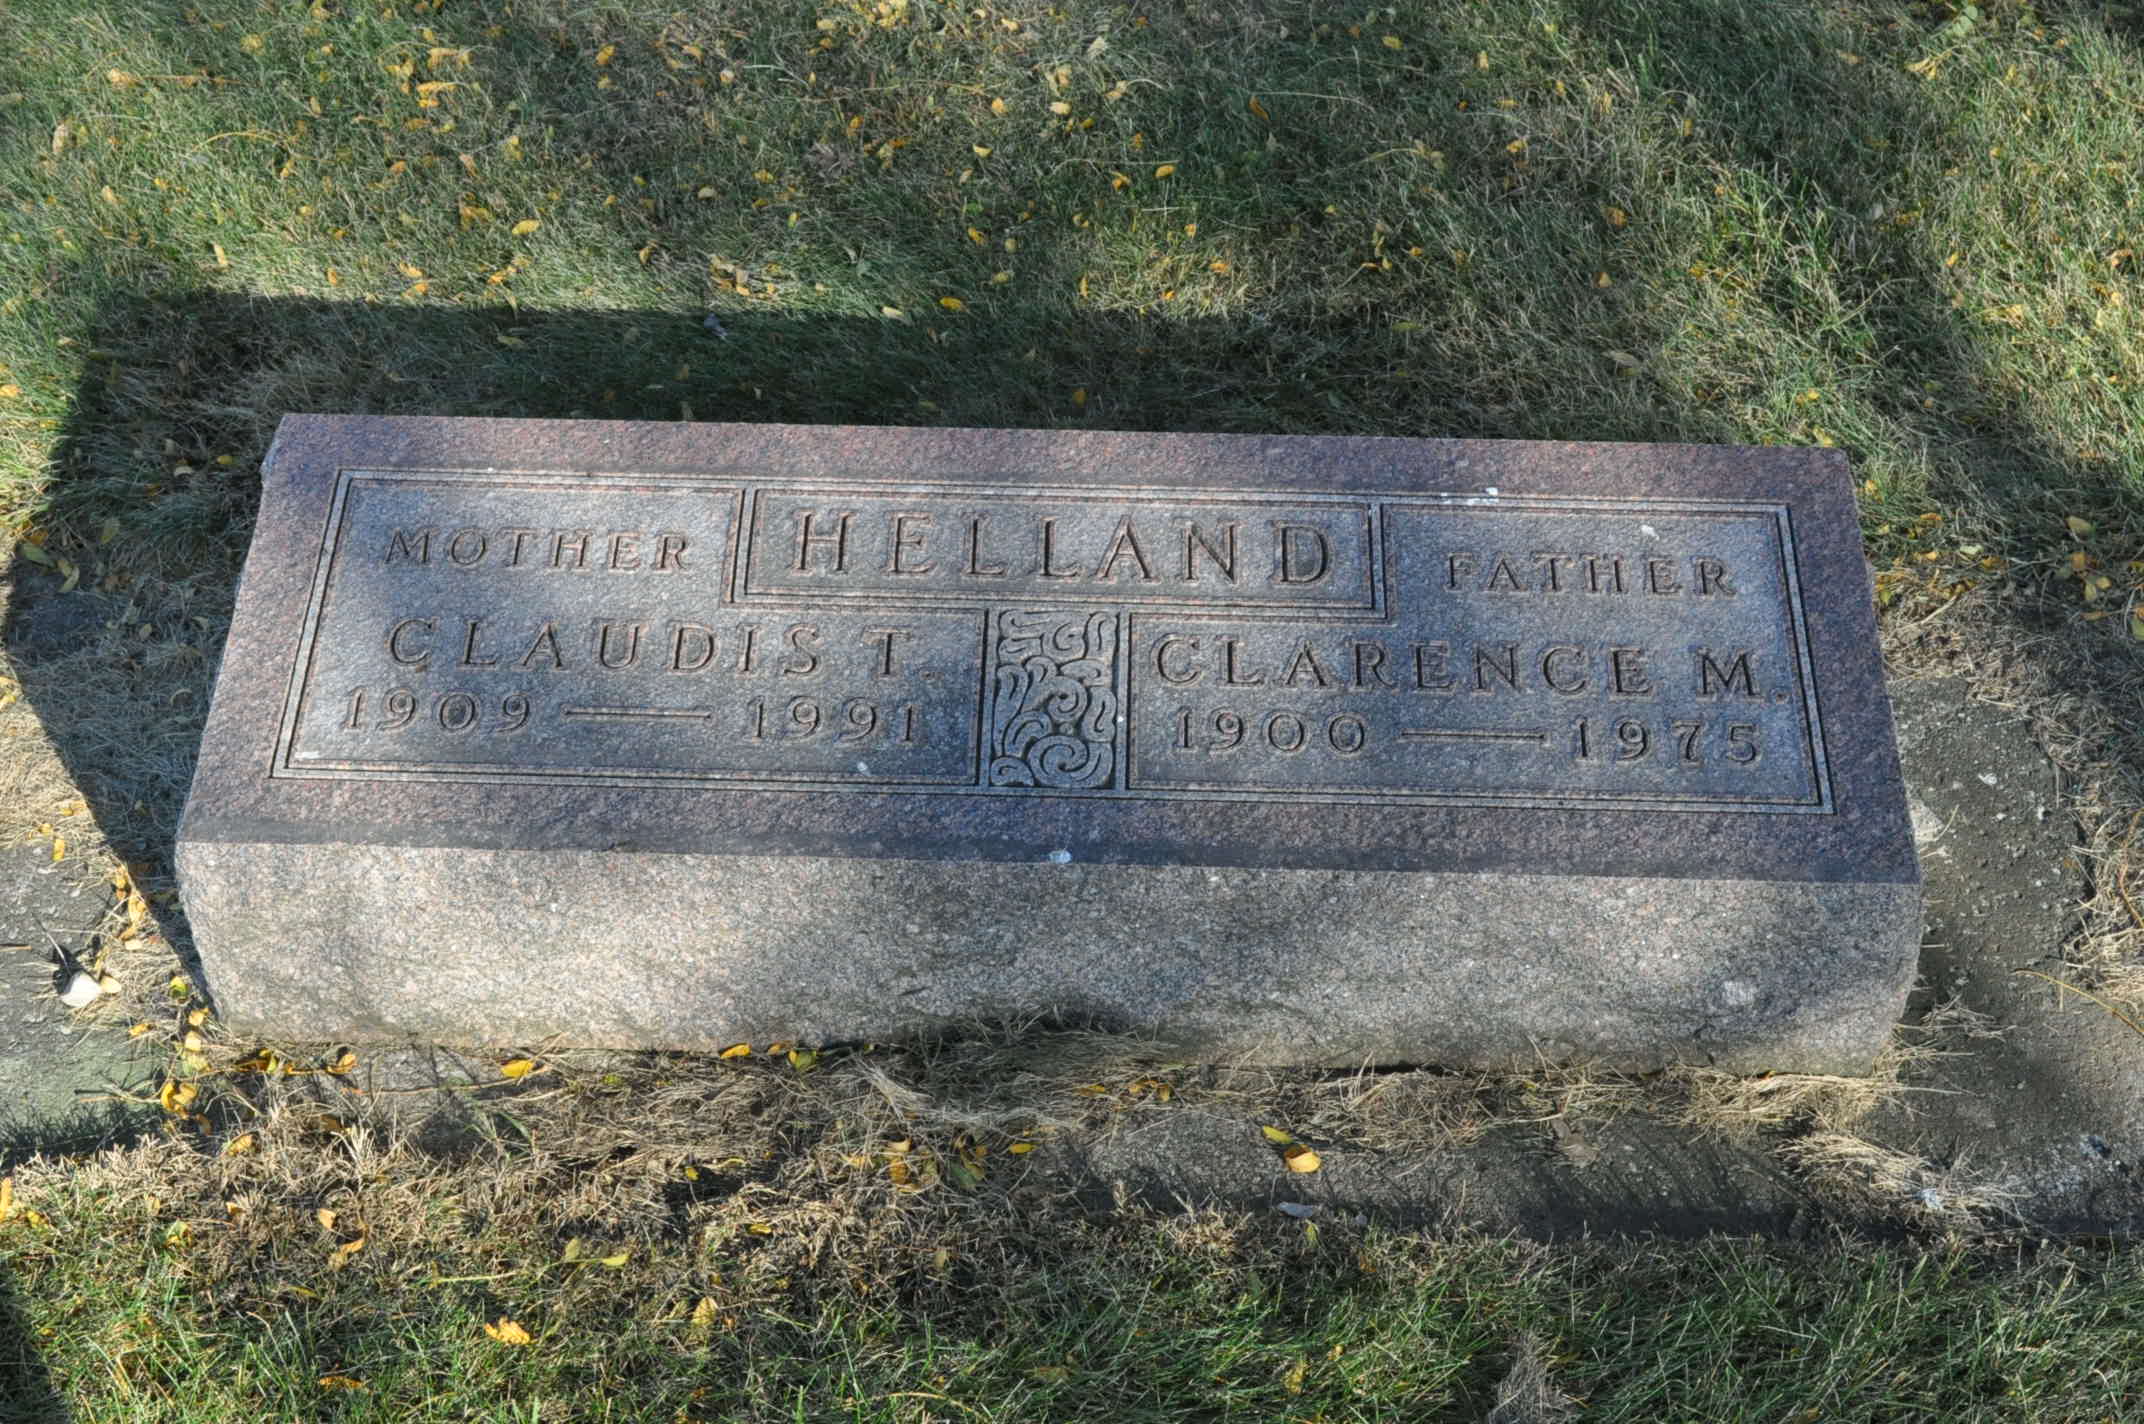 HELLAND
MOTHER
CLAUDIS T.
1909 — 1991
FATHER
CLARENCE M.
1900 — 1975